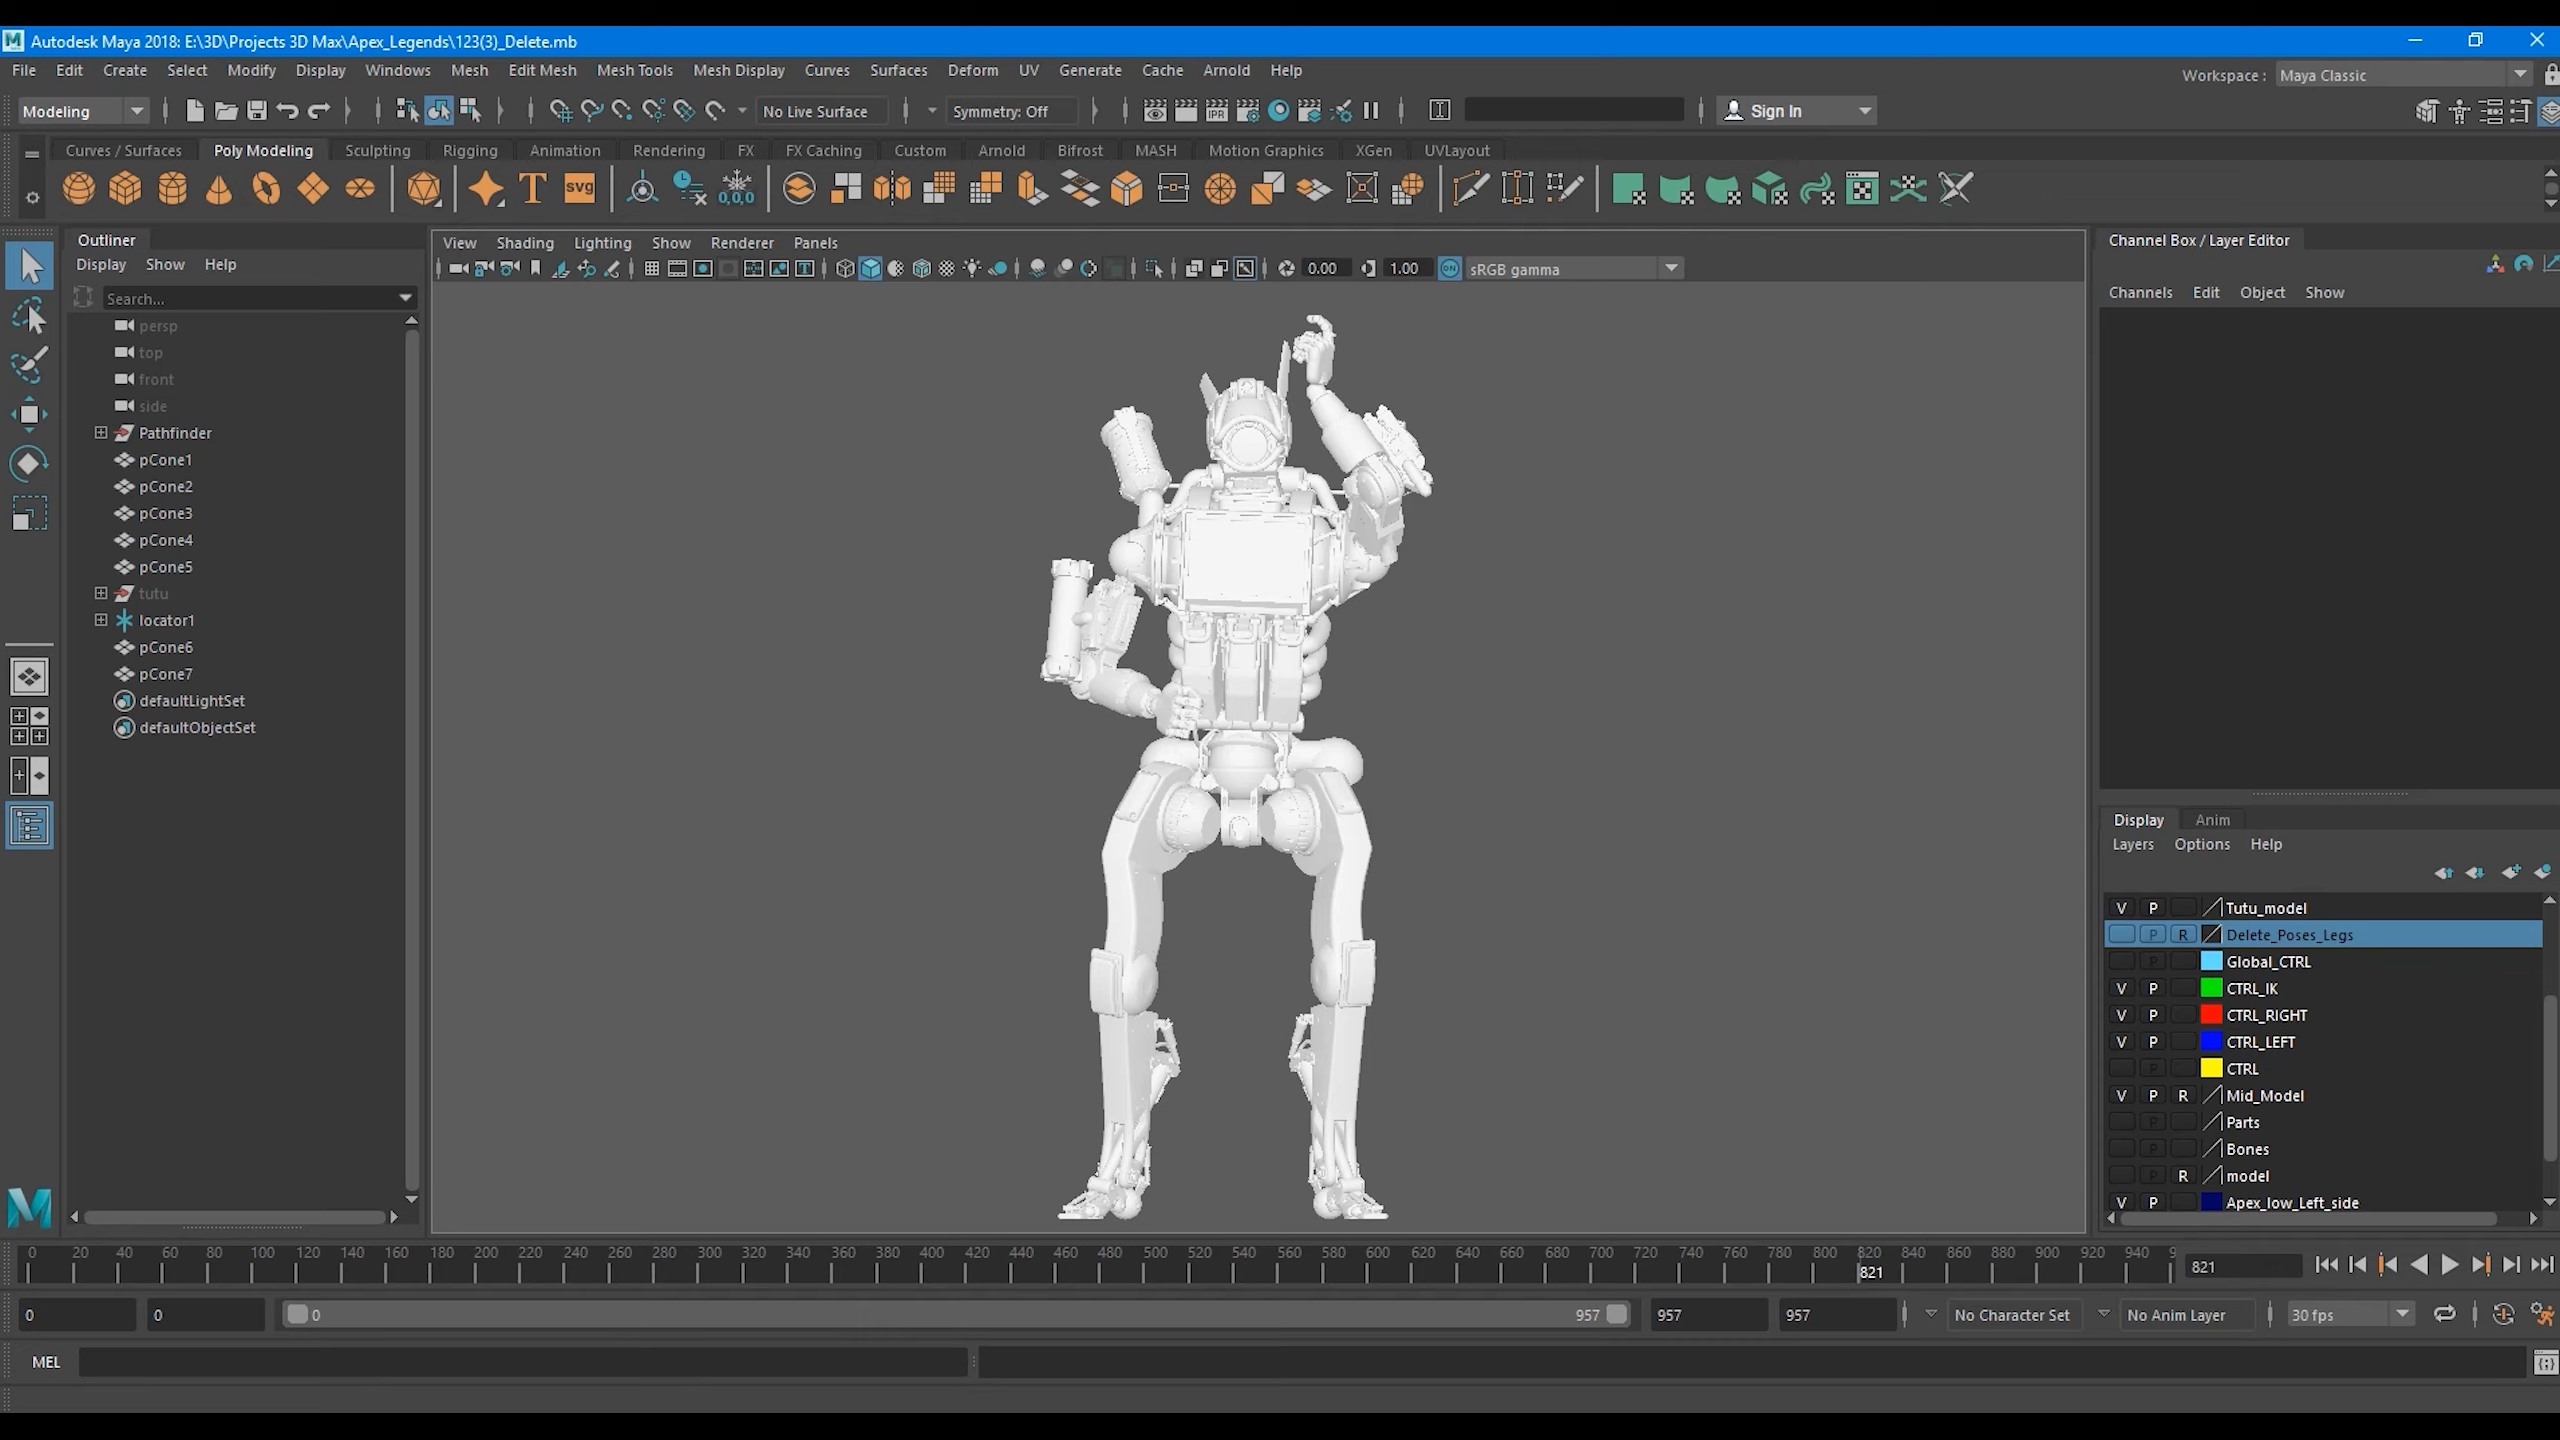 Autodesk Maya 2018: E:\3D\Projects 3D Max\Apex_Legends\123(3)_Delete.mb
File Edit Create Select Modify Display Windows Mesh Edit Mesh Mesh Tools Mesh Display Curves Surfaces Deform UV Generate Cache Arnold Help
Workspace : Maya Classic
Modeling No Live Surface Symmetry: Off IPR Sign In
Curves / Surfaces Poly Modeling Sculpting Rigging Animation Rendering FX FX Caching Custom Arnold Bifrost MASH Motion Graphics XGen UVLayout
T svg 0,0,0
Outliner
Display Show Help
Search...
persp
top
front
side
Pathfinder
pCone1
pCone2
pCone3
pCone4
pCone5
tutu
locator1
pCone6
pCone7
defaultLightSet
defaultObjectSet
View Shading Lighting Show Renderer Panels
0.00 1.00 ON sRGB gamma
Channel Box / Layer Editor
Channels Edit Object Show
Display Anim
Layers Options Help
V P Tutu_model
P R Delete_Poses_Legs
P Global_CTRL
V P CTRL_IK
V P CTRL_RIGHT
V P CTRL_LEFT
P CTRL
V P R Mid_Model
P Parts
P Bones
P R model
V P Apex_low_Left_side
0 20 40 60 80 100 120 140 160 180 200 220 240 260 280 300 320 340 360 380 400 420 440 460 480 500 520 540 560 580 600 620 640 660 680 700 720 740 760 780 800 820 840 860 880 900 920 940 9
821
821
0 0 0 957 957 957 No Character Set No Anim Layer 30 fps
MEL